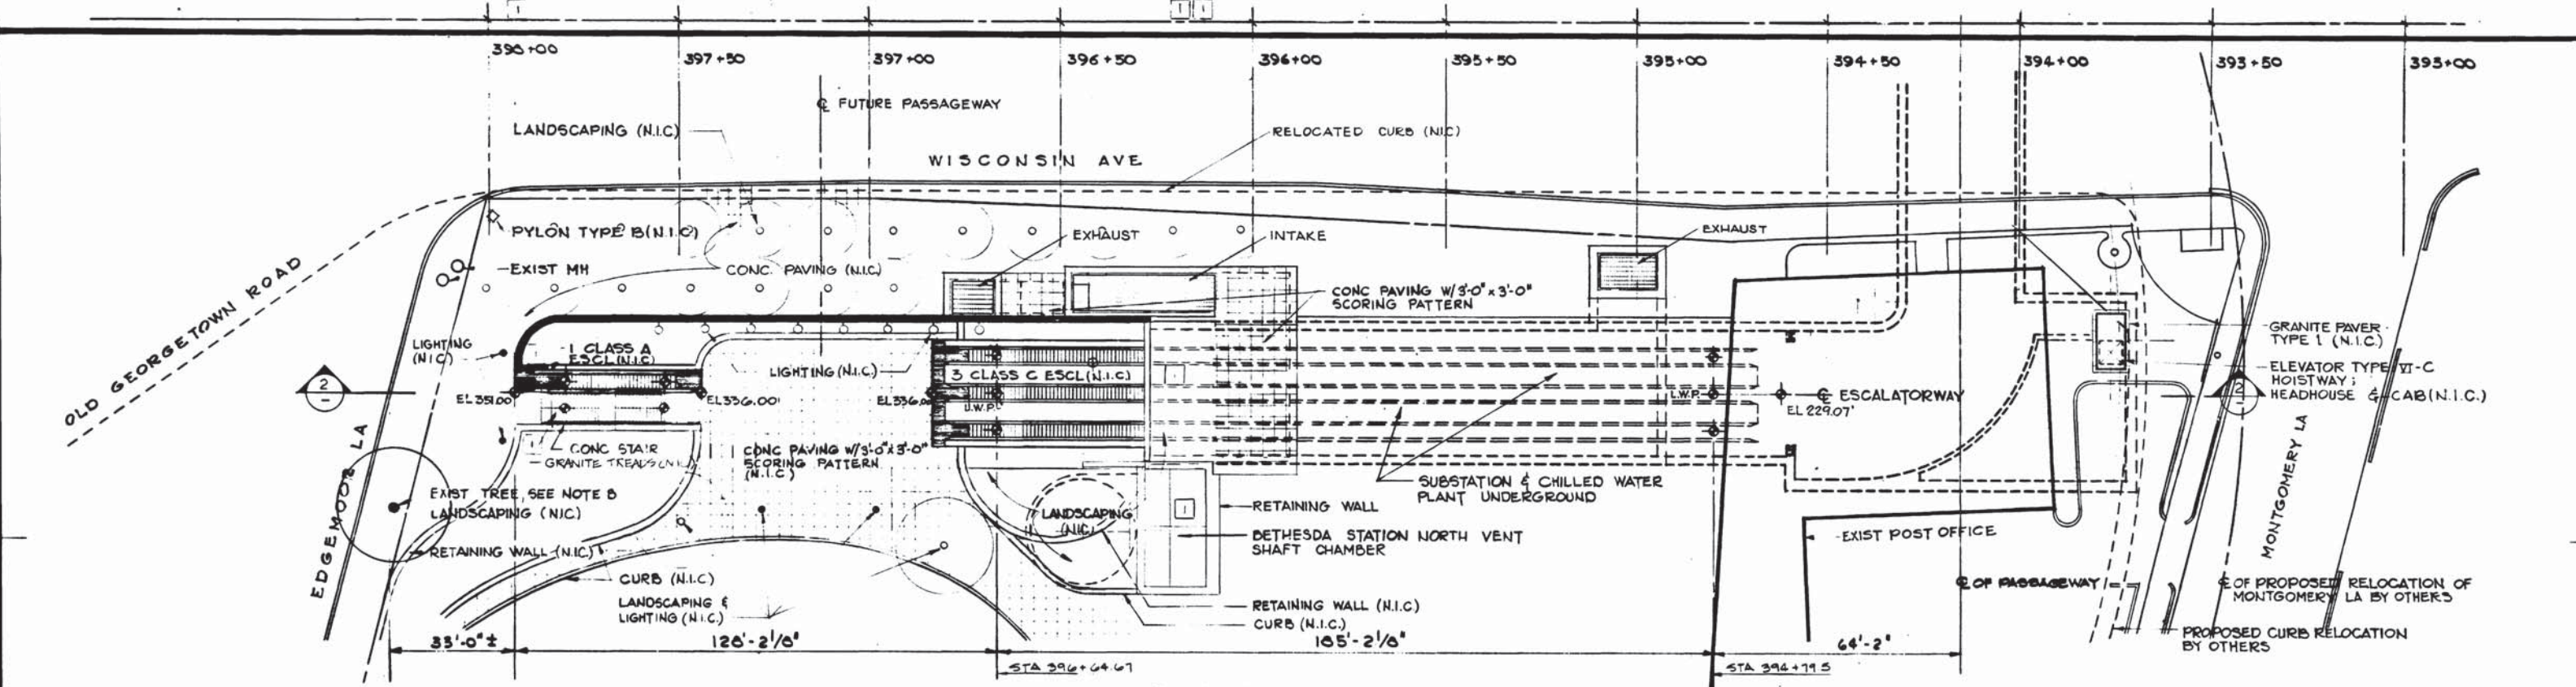 398+00
397+50
397+00
396+50
396+00
395+50
395+00
394+50
394+00
393+50
393+00
℄ FUTURE PASSAGEWAY
LANDSCAPING (N.I.C)
RELOCATED CURB (N.I.C)
WISCONSIN AVE
PYLON TYPE B (N.I.C)
EXHAUST
INTAKE
EXHAUST
EXIST MH
CONC. PAVING (N.I.C)
CONC PAVING W/3'-0" x 3'-0"
SCORING PATTERN
OLD GEORGETOWN ROAD
LIGHTING
(N.I.C)
1 CLASS A
ESCL (N.I.C)
LIGHTING (N.I.C)
3 CLASS C ESCL (N.I.C)
GRANITE PAVER
TYPE 1 (N.I.C.)
ELEVATOR TYPE VI-C
HOISTWAY;
HEADHOUSE & CAB (N.I.C.)
2
EL 351.00
EL 336.00'
EL 336.00
U.W.P.
L.W.P.
℄ ESCALATORWAY
EL 229.07'
2
CONC STAIR
GRANITE TREADS (N.I.C)
CONC PAVING W/3'-0" x 3'-0"
SCORING PATTERN
(N.I.C)
SUBSTATION & CHILLED WATER
PLANT UNDERGROUND
EXIST TREE, SEE NOTE 8
LANDSCAPING (NIC)
LANDSCAPING
(N.I.C)
1
RETAINING WALL
BETHESDA STATION NORTH VENT
SHAFT CHAMBER
EXIST POST OFFICE
EDGEMOOR LA
MONTGOMERY LA
RETAINING WALL (N.I.C.)
CURB (N.I.C)
LANDSCAPING &
LIGHTING (N.I.C.)
RETAINING WALL (N.I.C)
CURB (N.I.C.)
℄ OF PASSAGEWAY
℄ OF PROPOSED RELOCATION OF
MONTGOMERY LA BY OTHERS
PROPOSED CURB RELOCATION
BY OTHERS
33'-0" ±
128'-2 1/8"
185'-2 1/8"
64'-2"
STA 396+64.67
STA 394+79.5